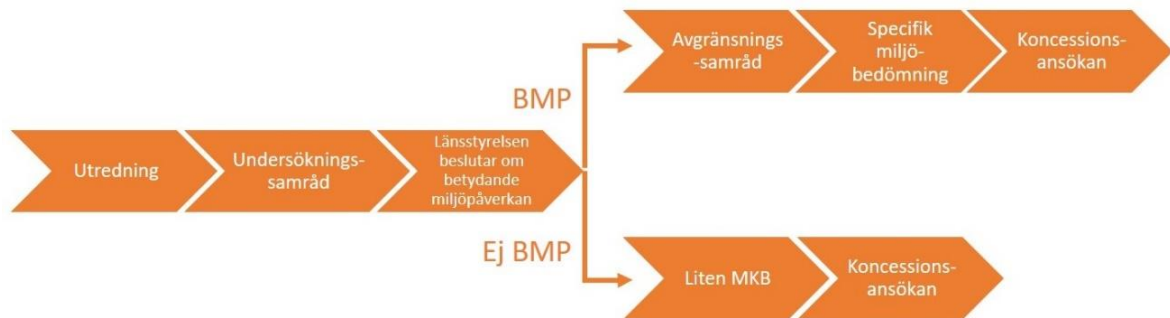 Utredning
Undersöknings-
samråd
Länsstyrelsen
beslutar om
betydande
miljöpåverkan
BMP
Avgränsnings
-samråd
Specifik
miljö-
bedömning
Koncessions-
ansökan
Ej BMP
Liten MKB
Koncessions-
ansökan